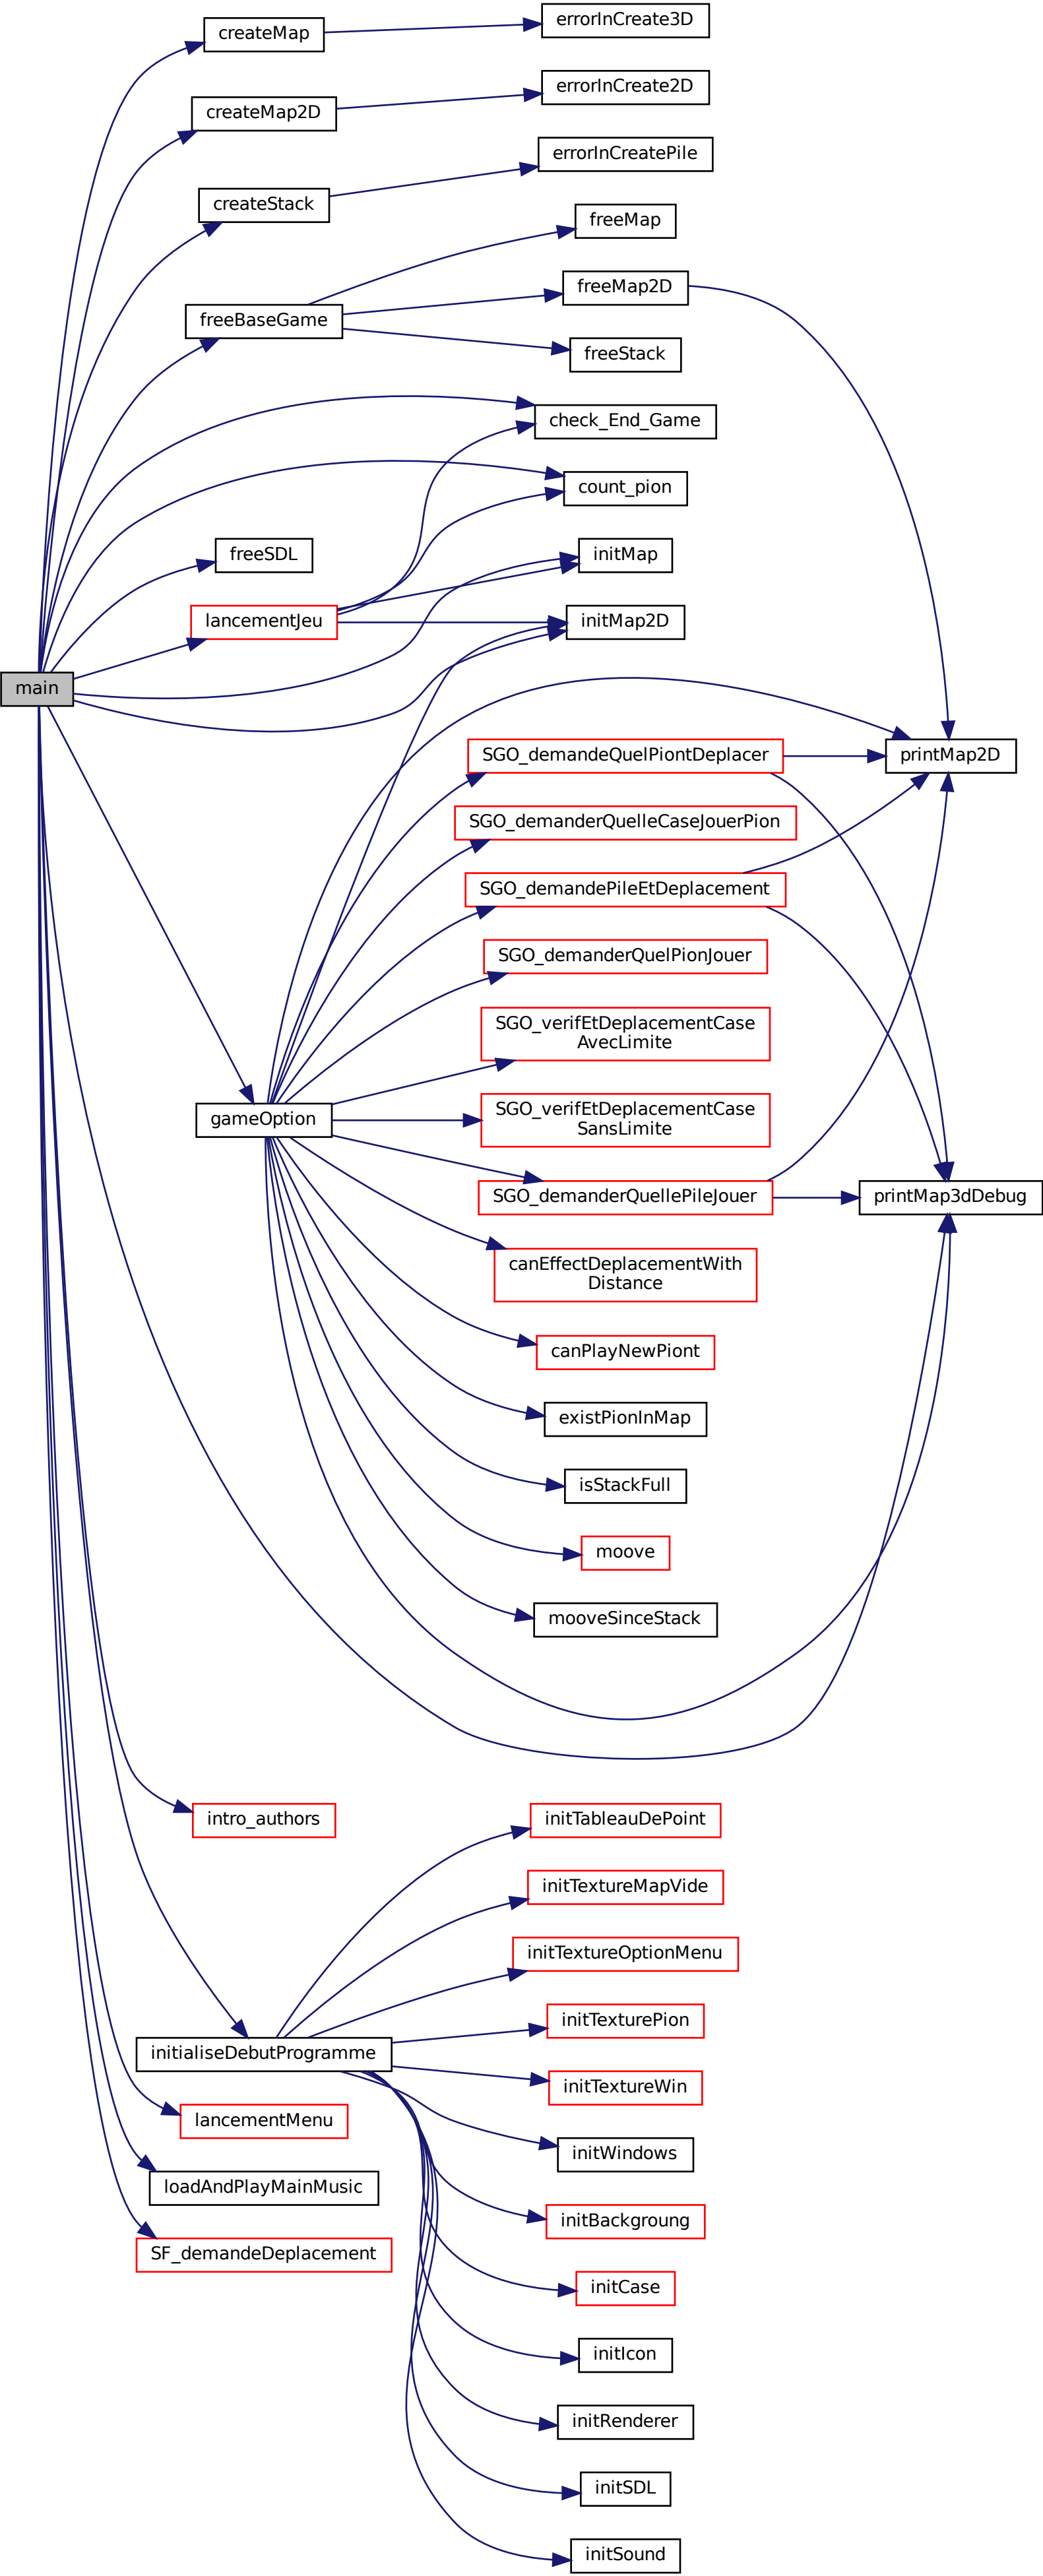 errorInCreate3D
createMap
errorInCreate2D
createMap2D
errorInCreatePile
createStack
freeMap
freeMap2D
freeBaseGame
freeStack
check_End_Game
count_pion
freeSDL
initMap
lancementJeu
initMap2D
main
printMap2D
SGO_demandeQuelPiontDeplacer
SGO_demanderQuelleCaseJouerPion
SGO_demandePileEtDeplacement
SGO_demanderQuelPionJouer
SGO_verifEtDeplacementCase
AvecLimite
gameOption
SGO_verifEtDeplacementCase
SansLimite
SGO_demanderQuellePileJouer
printMap3dDebug
canEffectDeplacementWith
Distance
canPlayNewPiont
existPionInMap
isStackFull
moove
mooveSinceStack
intro_authors
initTableauDePoint
initTextureMapVide
initTextureOptionMenu
initTexturePion
initialiseDebutProgramme
initTextureWin
lancementMenu
initWindows
loadAndPlayMainMusic
initBackgroung
SF_demandeDeplacement
initCase
initIcon
initRenderer
initSDL
initSound